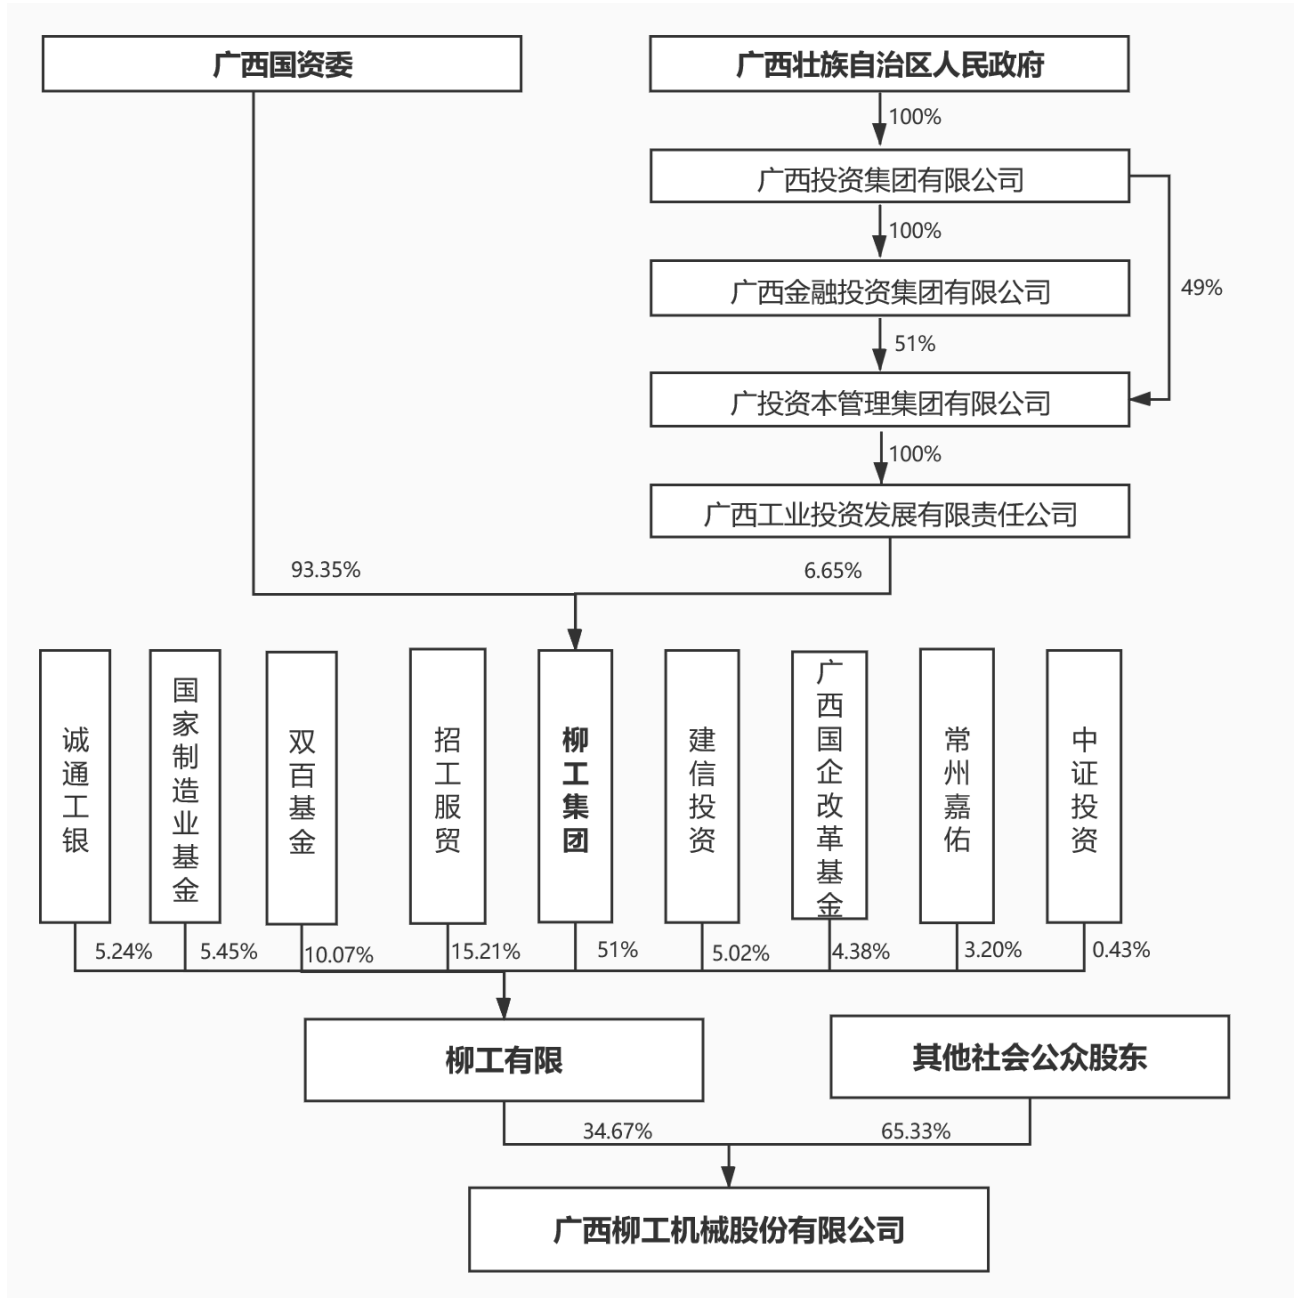 广西国资委
广西壮族自治区人民政府
100%
广西投资集团有限公司
100%
广西金融投资集团有限公司
49%
51%
广投资本管理集团有限公司
100%
广西工业投资发展有限责任公司
93.35%
6.65%
诚通工银
国家制造业基金
双百基金
招工服贸
柳工集团
建信投资
广西国企改革基金
常州嘉佑
中证投资
5.24%
5.45%
10.07%
15.21%
51%
5.02%
4.38%
3.20%
0.43%
柳工有限
其他社会公众股东
34.67%
65.33%
广西柳工机械股份有限公司